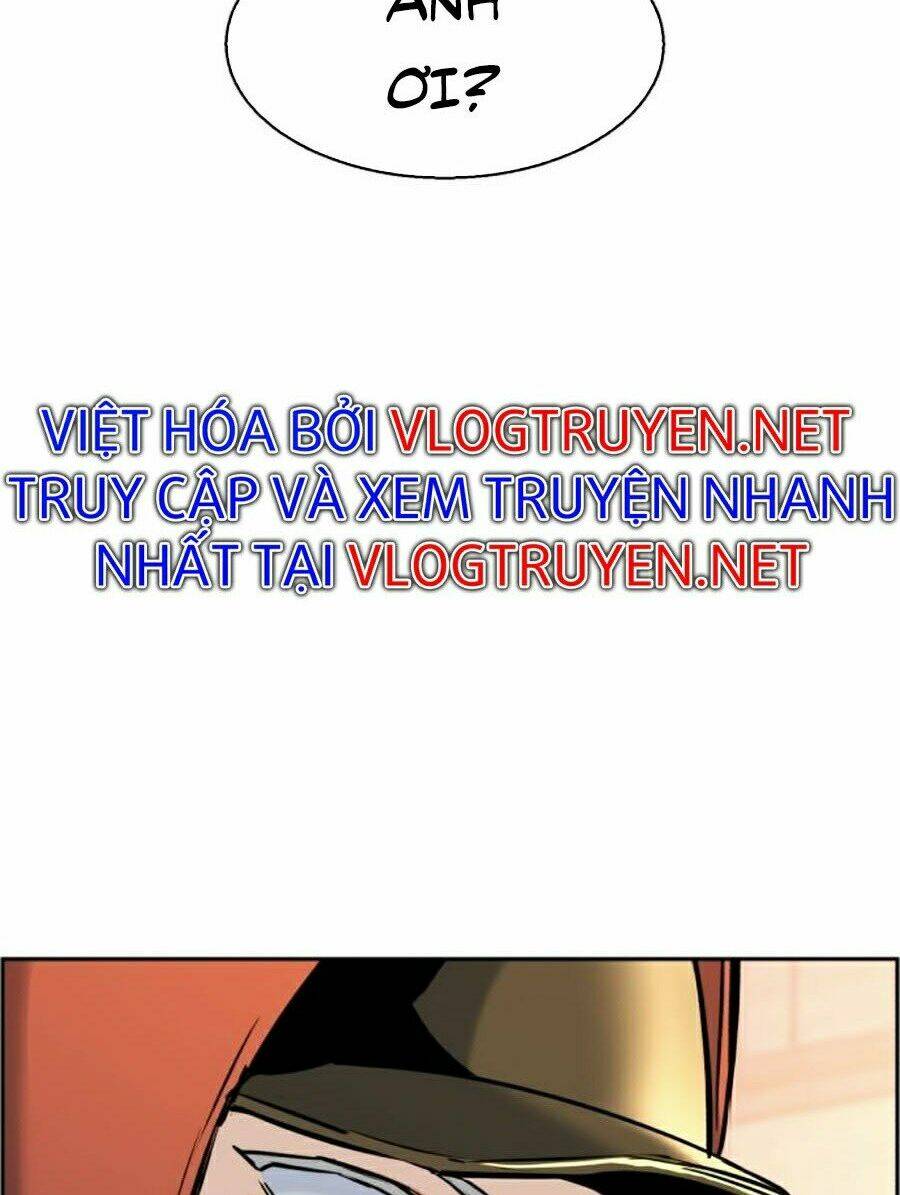 ANH
ƠI?
VIỆT HÓA BỞI VLOGTRUYEN.NET
TRUY CẬP VÀ XEM TRUYỆN NHANH
NHẤT TẠI VLOGTRUYEN.NET